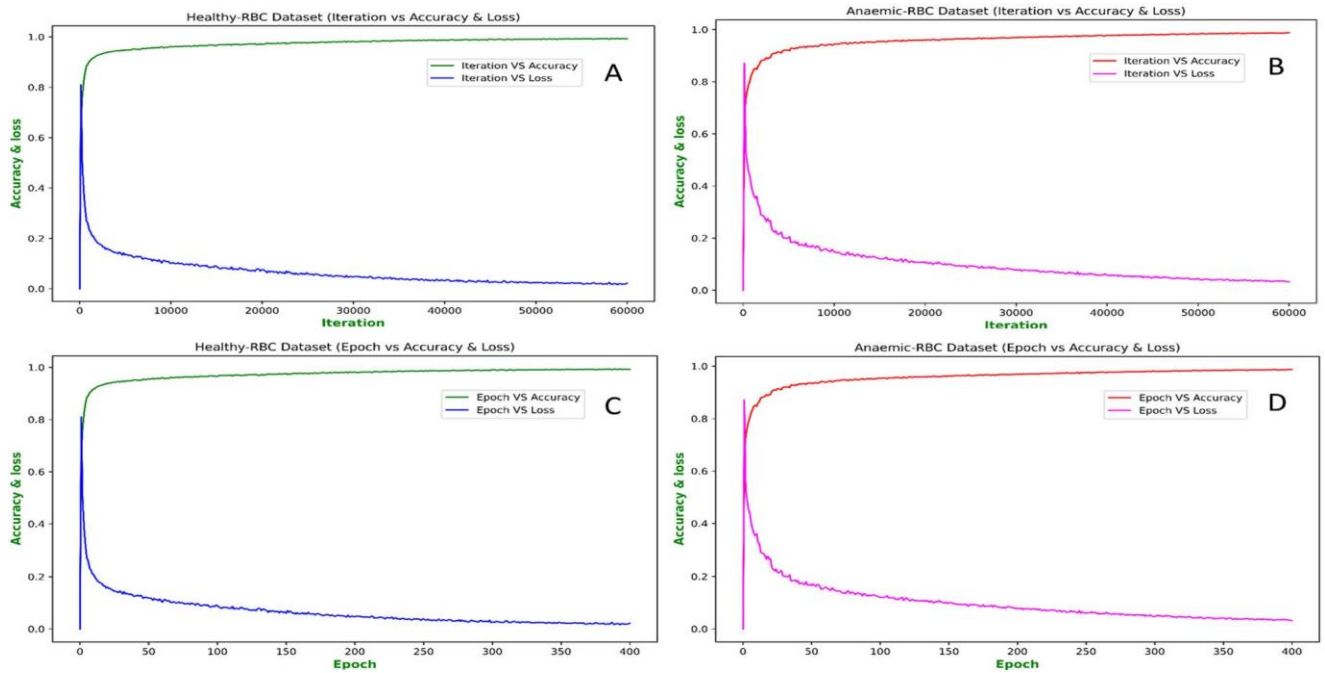 Healthy-RBC Dataset (Iteration vs Accuracy & Loss)
Accuracy & loss
1.0
0.8
0.6
0.4
0.2
0.0
Iteration VS Accuracy
Iteration VS Loss
A
0
10000
20000
30000
40000
50000
60000
Iteration
Anaemic-RBC Dataset (Iteration vs Accuracy & Loss)
Accuracy & loss
1.0
0.8
0.6
0.4
0.2
0.0
Iteration VS Accuracy
Iteration VS Loss
B
0
10000
20000
30000
40000
50000
60000
Iteration
Healthy-RBC Dataset (Epoch vs Accuracy & Loss)
Accuracy & loss
1.0
0.8
0.6
0.4
0.2
0.0
Epoch VS Accuracy
Epoch VS Loss
C
0
50
100
150
200
250
300
350
400
Epoch
Anaemic-RBC Dataset (Epoch vs Accuracy & Loss)
Accuracy & loss
1.0
0.8
0.6
0.4
0.2
0.0
Epoch VS Accuracy
Epoch VS Loss
D
0
50
100
150
200
250
300
350
400
Epoch